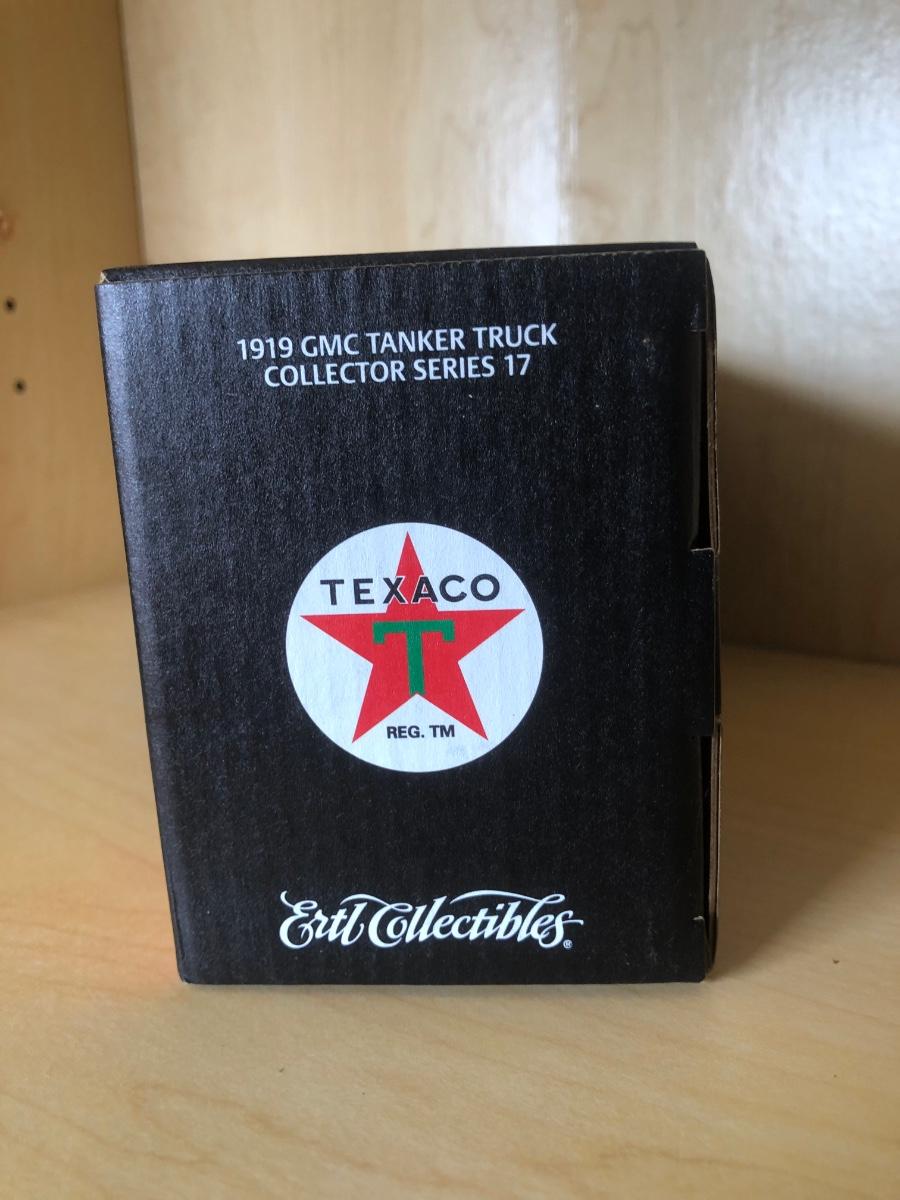 1919 GMC TANKER TRUCK
COLLECTOR SERIES 17
TEXACO
T
REG. TM
Ertl Collectibles®